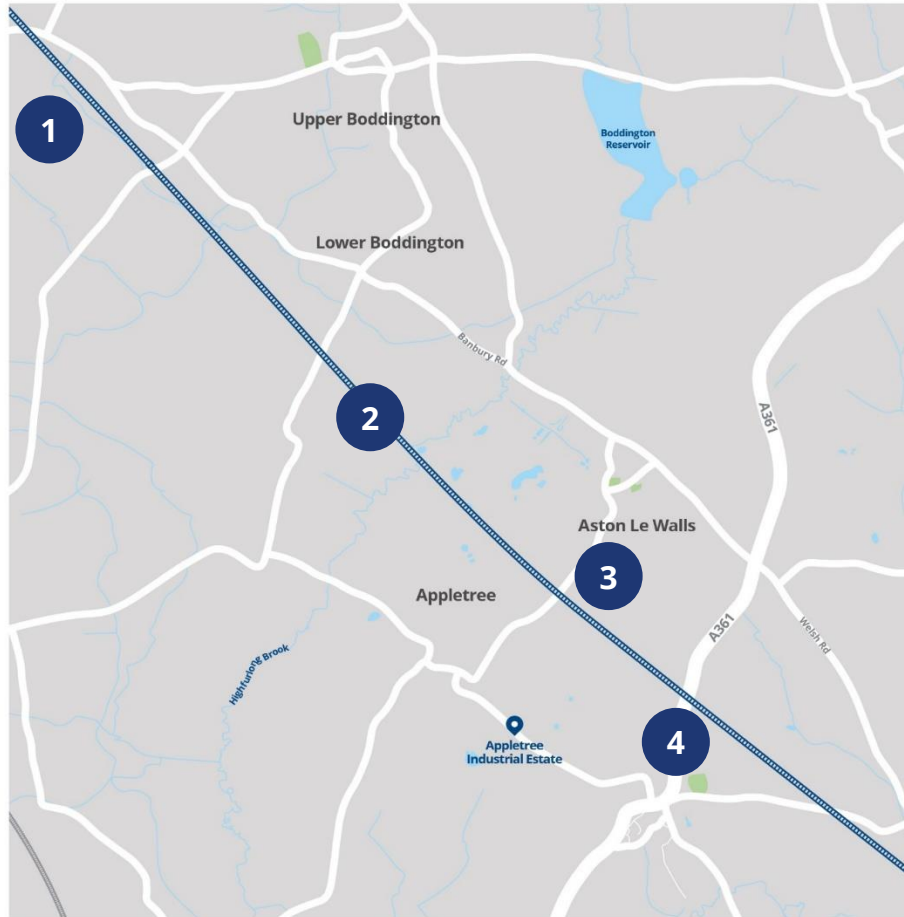 1
Upper Boddington
Boddington
Reservoir
Lower Boddington
Banbury Rd
2
A361
Aston Le Walls
3
Appletree
A361
Welsh Rd
Highfurlong Brook
4
Appletree
Industrial Estate